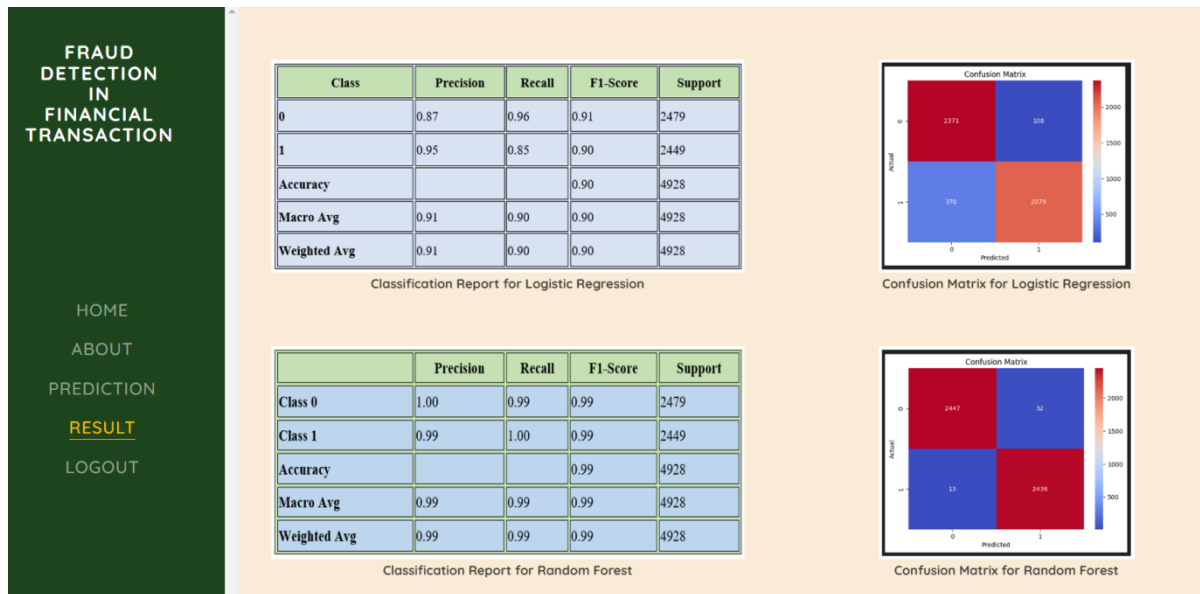 FRAUD
DETECTION
IN
FINANCIAL
TRANSACTION
HOME
ABOUT
PREDICTION
RESULT
LOGOUT
Class Precision Recall F1-Score Support
0 0.87 0.96 0.91 2479
1 0.95 0.85 0.90 2449
Accuracy 0.90 4928
Macro Avg 0.91 0.90 0.90 4928
Weighted Avg 0.91 0.90 0.90 4928
Classification Report for Logistic Regression
Confusion Matrix
0 2371 108
1 370 2079
Actual
0 1
Predicted
2000
1500
1000
500
Confusion Matrix for Logistic Regression
Precision Recall F1-Score Support
Class 0 1.00 0.99 0.99 2479
Class 1 0.99 1.00 0.99 2449
Accuracy 0.99 4928
Macro Avg 0.99 0.99 0.99 4928
Weighted Avg 0.99 0.99 0.99 4928
Classification Report for Random Forest
Confusion Matrix
0 2447 32
1 13 2436
Actual
0 1
Predicted
2000
1500
1000
500
Confusion Matrix for Random Forest